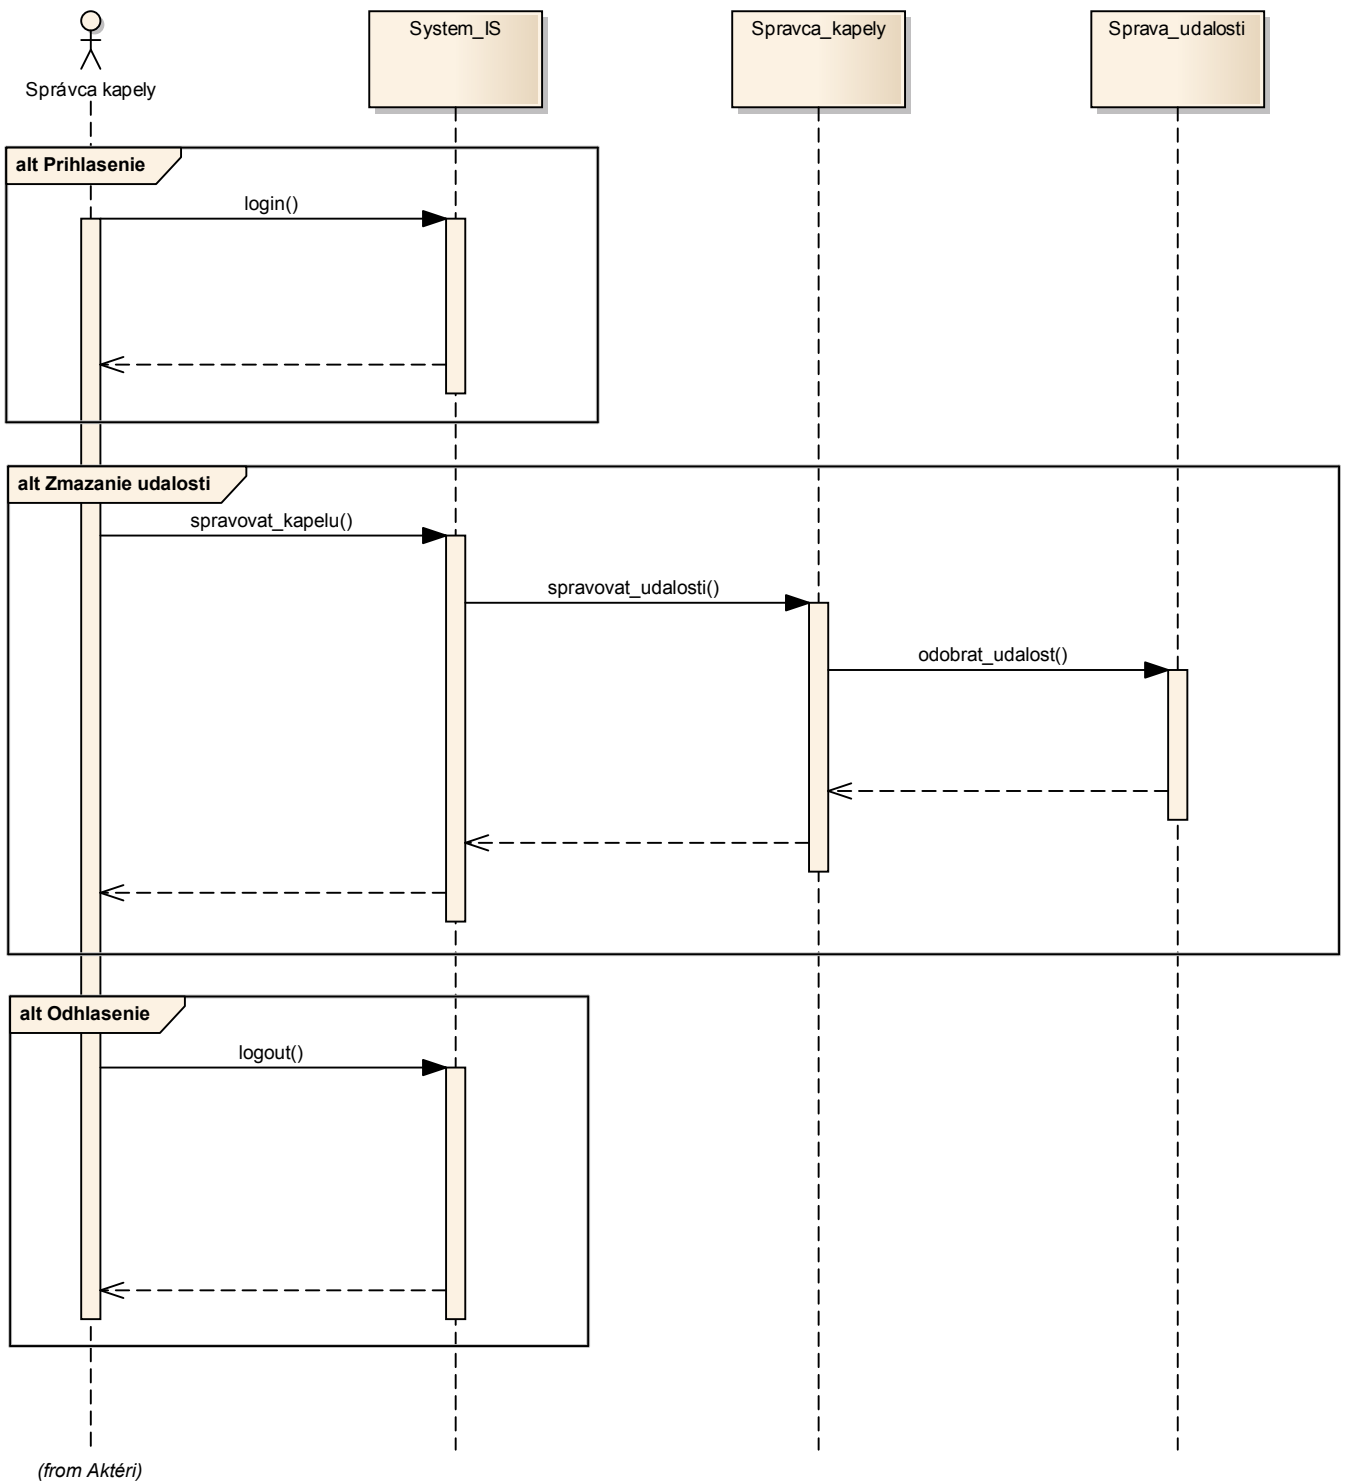 Správca kapely
System_IS
Spravca_kapely
Sprava_udalosti
alt Prihlasenie
login()
alt Zmazanie udalosti
spravovat_kapelu()
spravovat_udalosti()
odobrat_udalost()
alt Odhlasenie
logout()
(from Aktéri)